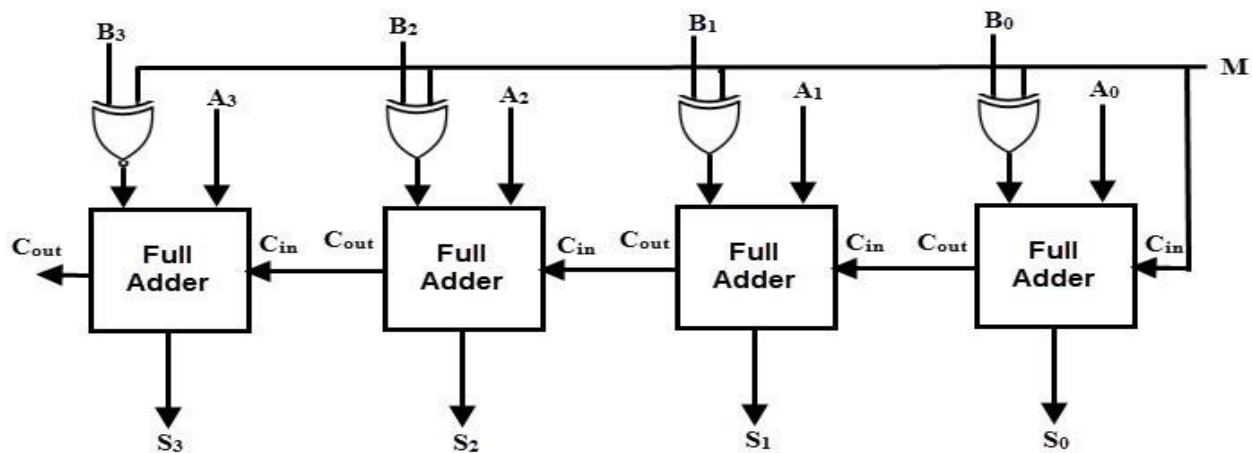 B₃ B₂ B₁ B₀
M
A₃ A₂ A₁ A₀
Cout Full Adder Cin Cout Full Adder Cin Cout Full Adder Cin Cout Full Adder Cin
S₃ S₂ S₁ S₀